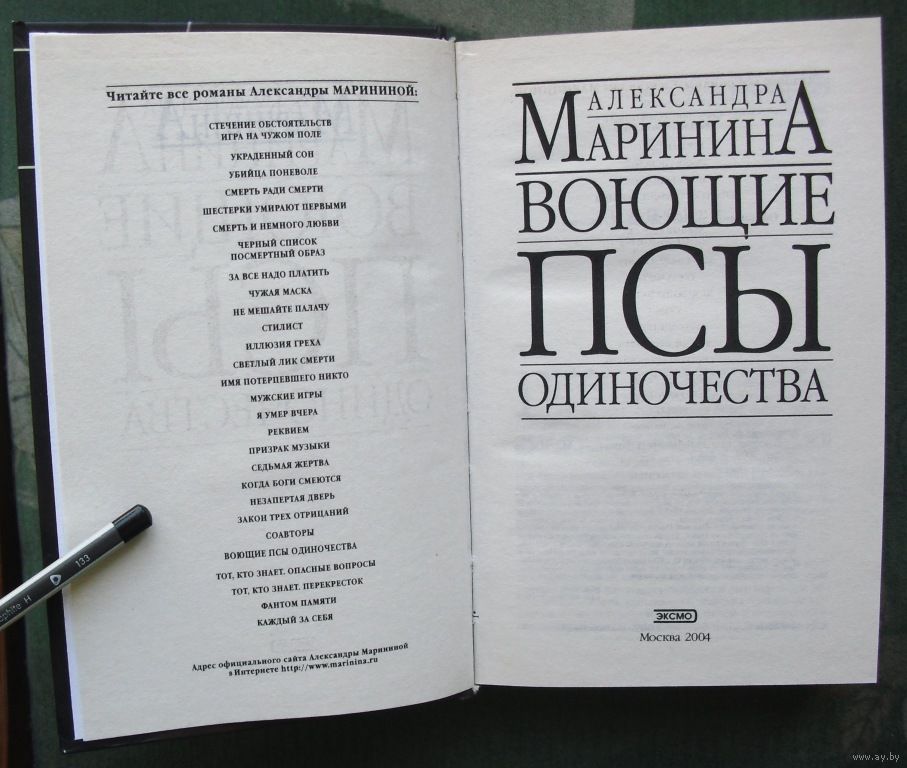 Читайте все романы Александры МАРИНИНОЙ:
СТЕЧЕНИЕ ОБСТОЯТЕЛЬСТВ
ИГРА НА ЧУЖОМ ПОЛЕ
УКРАДЕННЫЙ СОН
УБИЙЦА ПОНЕВОЛЕ
СМЕРТЬ РАДИ СМЕРТИ
ШЕСТЕРКИ УМИРАЮТ ПЕРВЫМИ
СМЕРТЬ И НЕМНОГО ЛЮБВИ
ЧЕРНЫЙ СПИСОК
ПОСМЕРТНЫЙ ОБРАЗ
ЗА ВСЕ НАДО ПЛАТИТЬ
ЧУЖАЯ МАСКА
НЕ МЕШАЙТЕ ПАЛАЧУ
СТИЛИСТ
ИЛЛЮЗИЯ ГРЕХА
СВЕТЛЫЙ ЛИК СМЕРТИ
ИМЯ ПОТЕРПЕВШЕГО НИКТО
МУЖСКИЕ ИГРЫ
Я УМЕР ВЧЕРА
РЕКВИЕМ
ПРИЗРАК МУЗЫКИ
СЕДЬМАЯ ЖЕРТВА
КОГДА БОГИ СМЕЮТСЯ
НЕЗАПЕРТАЯ ДВЕРЬ
ЗАКОН ТРЕХ ОТРИЦАНИЙ
СОАВТОРЫ
ВОЮЩИЕ ПСЫ ОДИНОЧЕСТВА
ТОТ, КТО ЗНАЕТ. ОПАСНЫЕ ВОПРОСЫ
ТОТ, КТО ЗНАЕТ. ПЕРЕКРЕСТОК
ФАНТОМ ПАМЯТИ
КАЖДЫЙ ЗА СЕБЯ
Адрес официального сайта Александры Марининой
в Интернете http://www.marinina.ru
АЛЕКСАНДРА
МАРИНИНА
ВОЮЩИЕ
ПСЫ
ОДИНОЧЕСТВА
ЭКСМО
Москва 2004
H 133
www.ay.by